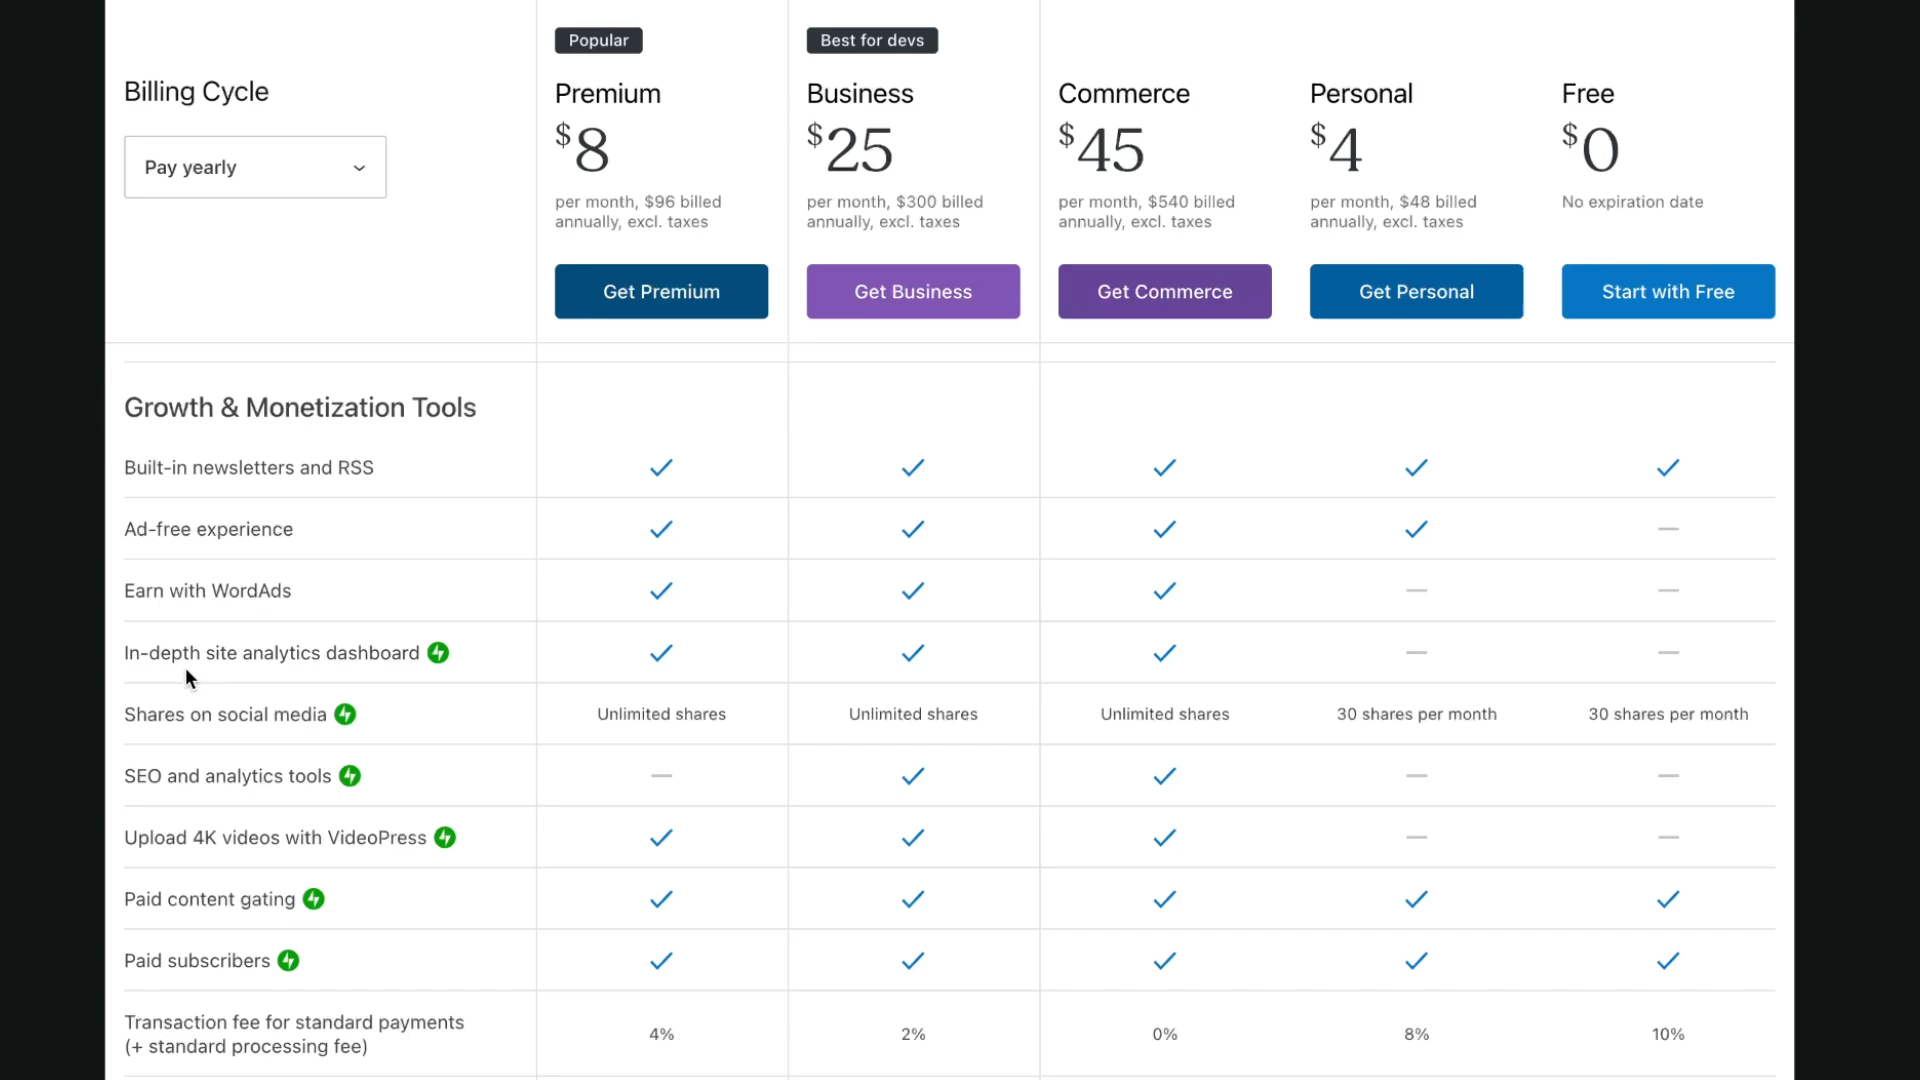 Popular
Best for devs
Billing Cycle
Premium
Business
Commerce
Personal
Free
$8
$25
$45
$4
$0
Pay yearly
per month, $96 billed
annually, excl. taxes
per month, $300 billed
annually, excl. taxes
per month, $540 billed
annually, excl. taxes
per month, $48 billed
annually, excl. taxes
No expiration date
Get Premium
Get Business
Get Commerce
Get Personal
Start with Free
Growth & Monetization Tools
Built-in newsletters and RSS
Ad-free experience
Earn with WordAds
In-depth site analytics dashboard
Shares on social media
Unlimited shares
Unlimited shares
Unlimited shares
30 shares per month
30 shares per month
SEO and analytics tools
Upload 4K videos with VideoPress
Paid content gating
Paid subscribers
Transaction fee for standard payments
(+ standard processing fee)
4%
2%
0%
8%
10%